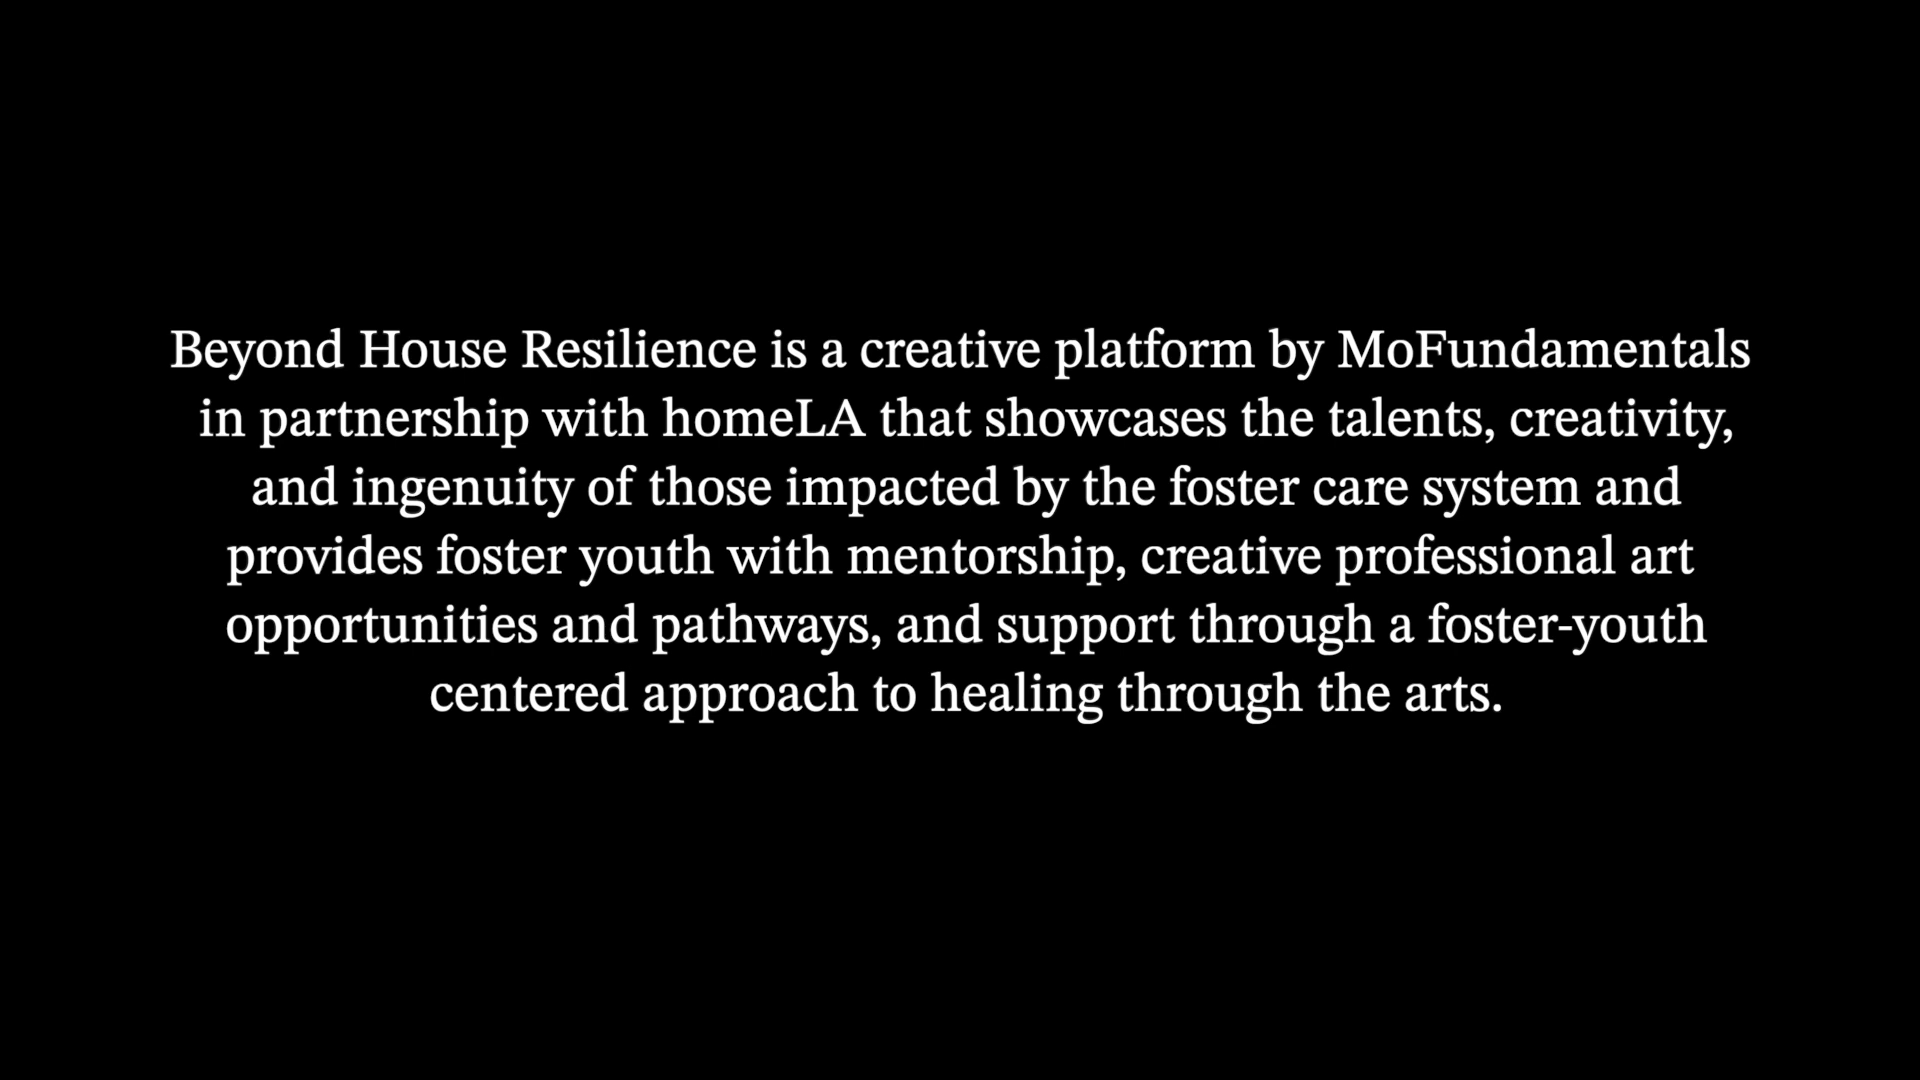 Beyond House Resilience is a creative platform by MoFundamentals
in partnership with homeLA that showcases the talents, creativity,
and ingenuity of those impacted by the foster care system and
provides foster youth with mentorship, creative professional art
opportunities and pathways, and support through a foster-youth
centered approach to healing through the arts.